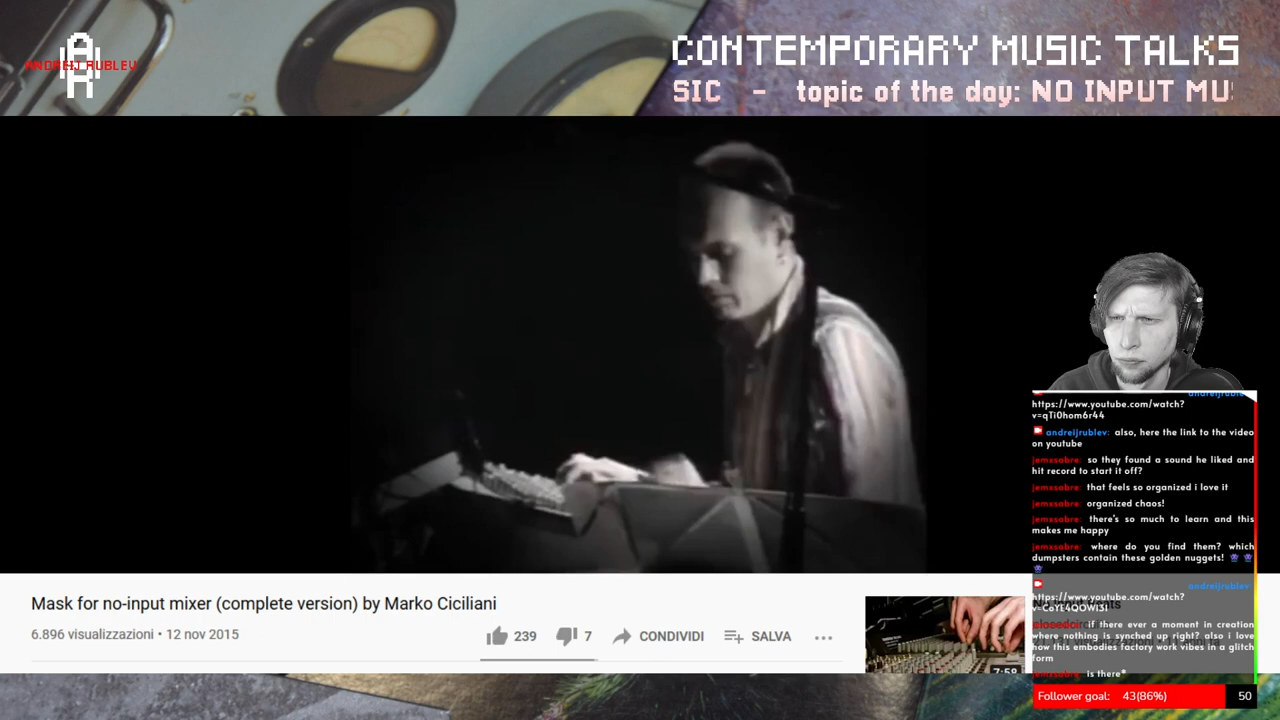 ANDREIJ RUBLEV
CONTEMPORARY MUSIC TALKS
SIC - topic of the day: NO INPUT MU
Mask for no-input mixer (complete version) by Marko Ciciliani
6.896 visualizzazioni • 12 nov 2015
239
7
CONDIVIDI
SALVA
7:58
https://www.youtube.com/watch?
v=qTi0hom6r44
andreijrublev: also, here the link to the video
on youtube
jemssabre: so they found a sound he liked and
hit record to start it off?
jemssabre: that feels so organized i love it
jemssabre: organized chaos!
jemssabre: there's so much to learn and this
makes me happy
jemssabre: where do you find them? which
dumpsters contain these golden nuggets!
andreijrublev:
https://www.youtube.com/watch?
v=CoYE4QOWI3I
if there ever a moment in creation
where nothing is synched up right? also i love
how this embodies factory work vibes in a glitch
form
jemssabre: is there*
Follower goal: 43(86%) 50